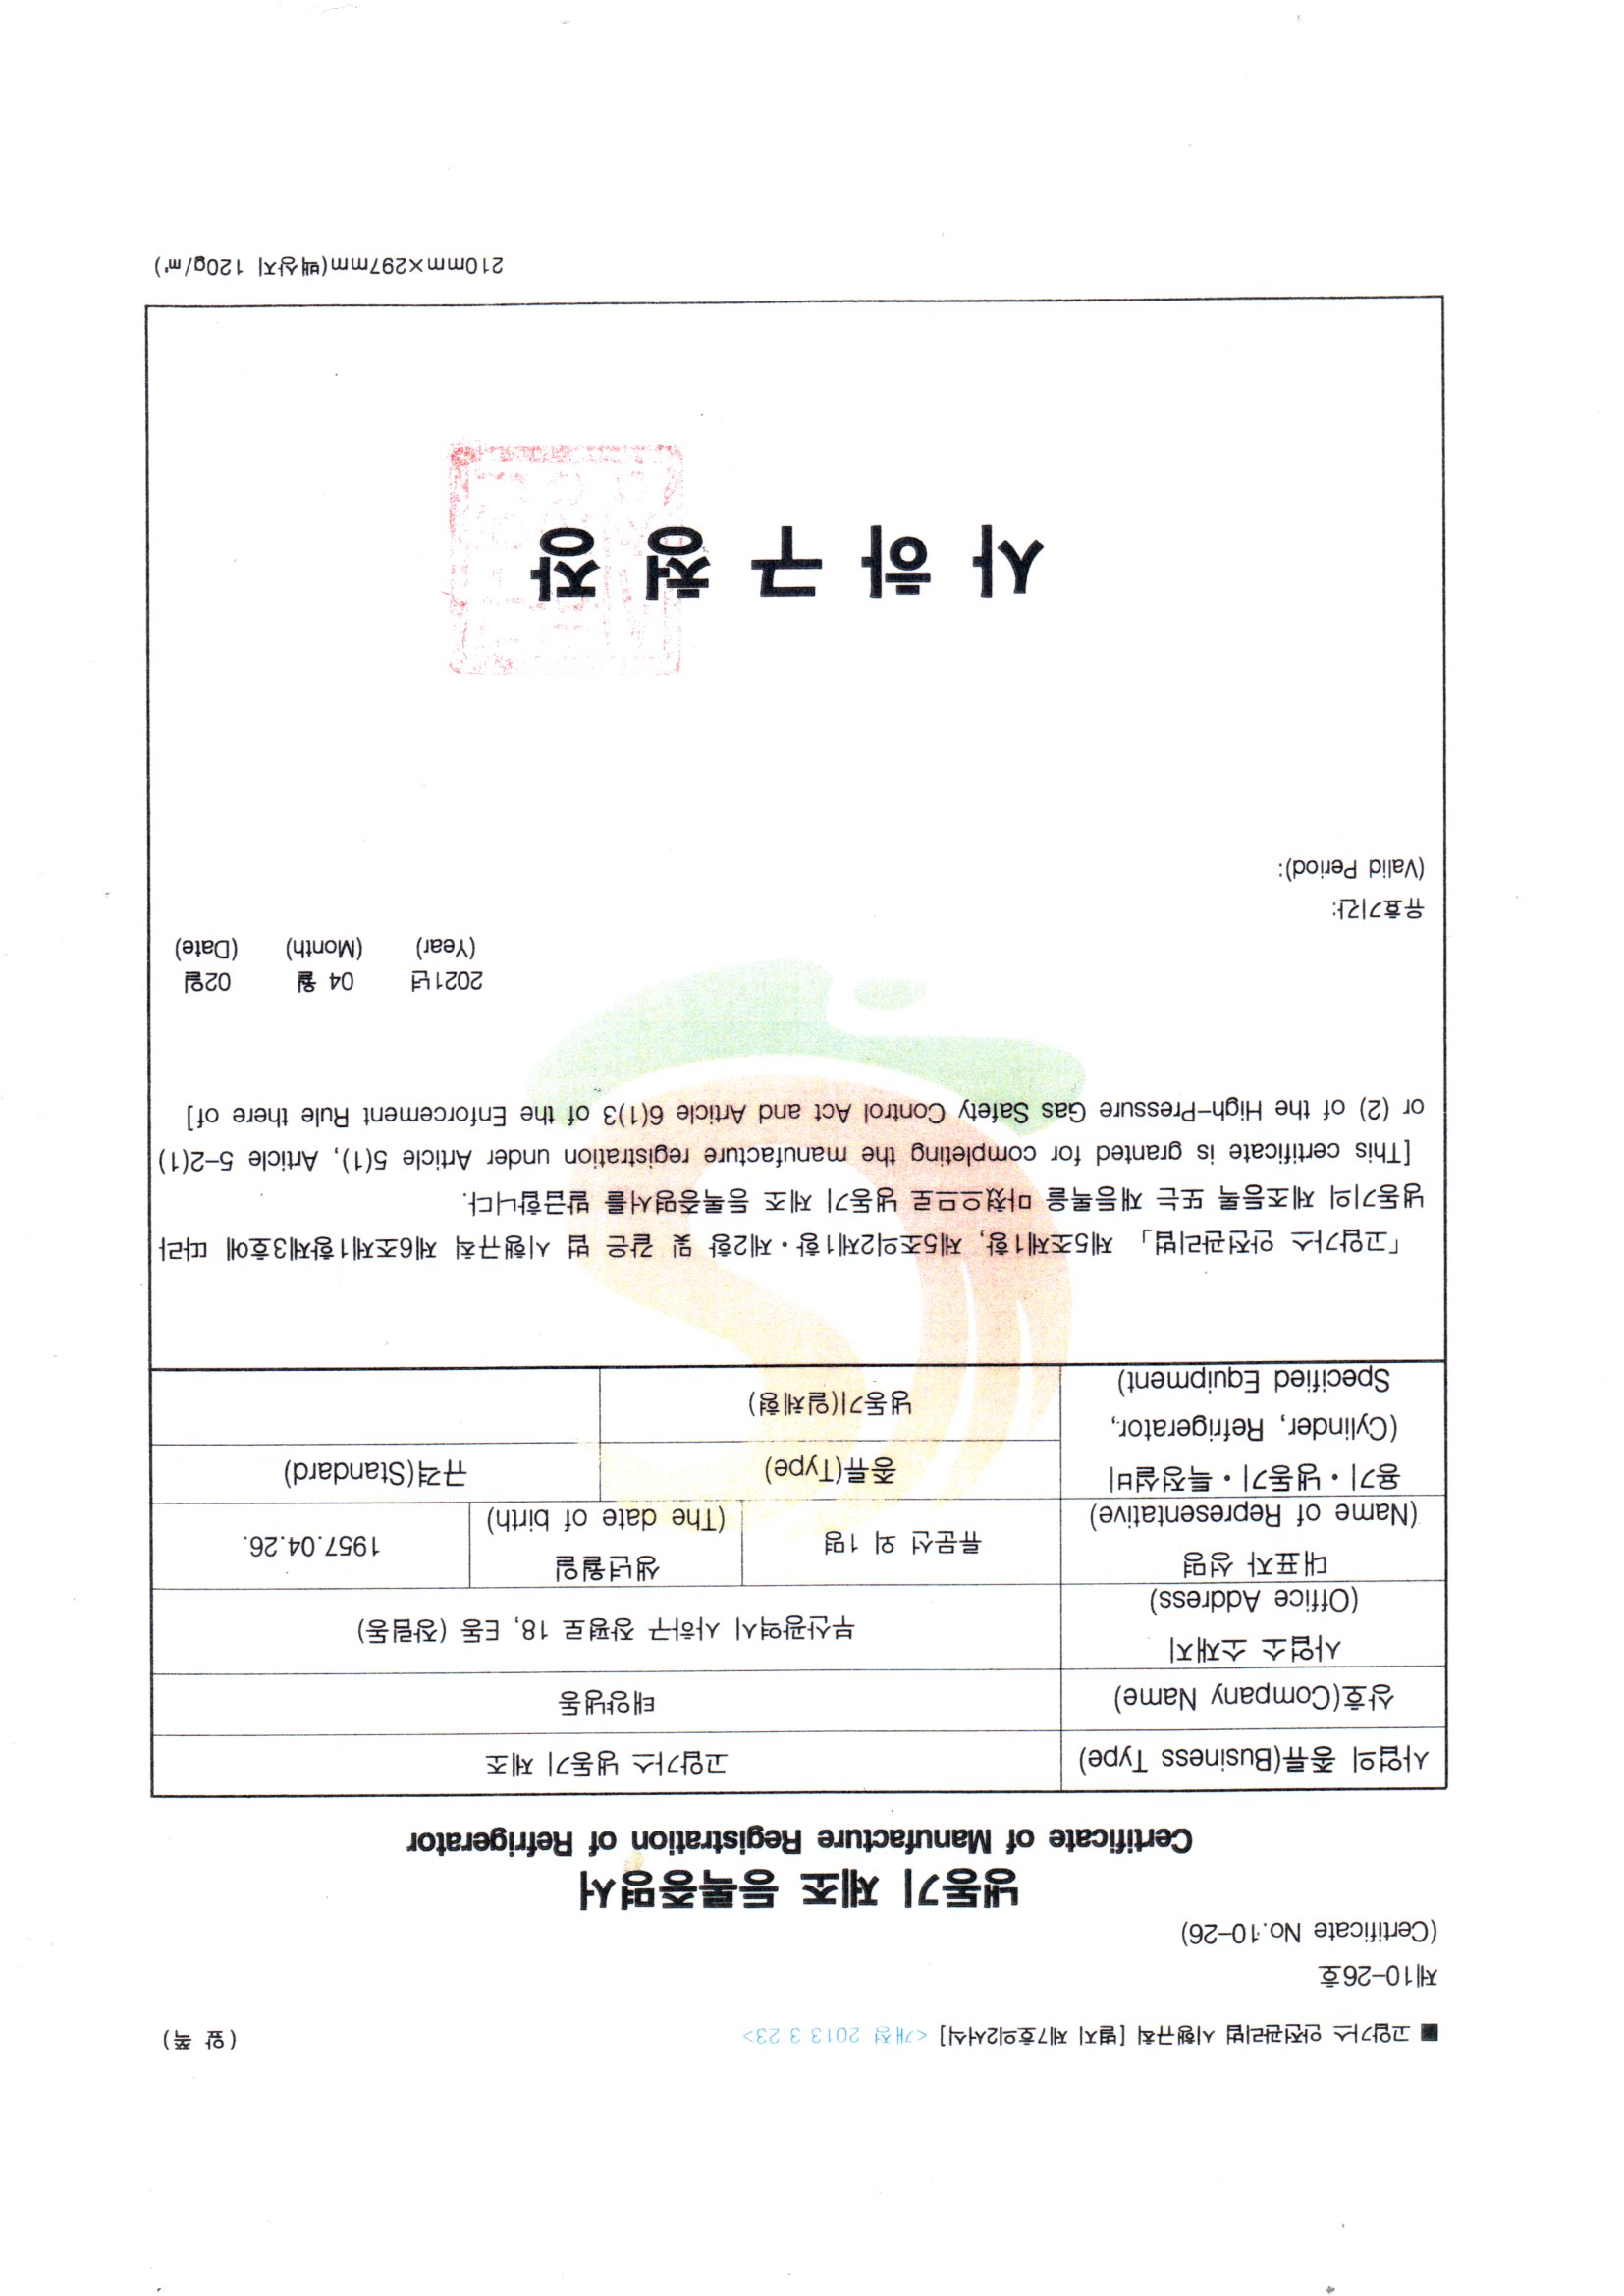 ■ 고압가스 안전관리법 시행규칙 [별지 제7호의2서식] <개정 2013 3 23>
(앞 쪽)
제10-26호
(Certificate No.10-26)
냉동기 제조 등록증명서
Certificate of Manufacture Registration of Refrigerator
사업의 종류(Business Type)
고압가스 냉동기 제조
상호(Company Name)
태양냉동
사업소 소재지
(Office Address)
부산광역시 사하구 장평로 18, E동 (장림동)
대표자 성명
(Name of Representative)
류문선 외 1명
생년월일
(The date of birth)
1957.04.26.
용기·냉동기·특정설비
(Cylinder, Refrigerator,
Specified Equipment)
종류(Type)
규격(Standard)
냉동기(일체형)
「고압가스 안전관리법」 제5조제1항, 제5조의2제1항·제2항 및 같은 법 시행규칙 제6조제1항제3호에 따라
냉동기의 제조등록 또는 재등록을 마쳤으므로 냉동기 제조 등록증명서를 발급합니다.
[This certificate is granted for completing the manufacture registration under Article 5(1), Article 5-2(1)
or (2) of the High-Pressure Gas Safety Control Act and Article 6(1)3 of the Enforcement Rule there of]
2021년 04 월 02일
(Year) (Month) (Date)
유효기간:
(Valid Period):
사 하 구 청 장
210mm×297mm(백상지 120g/㎡)